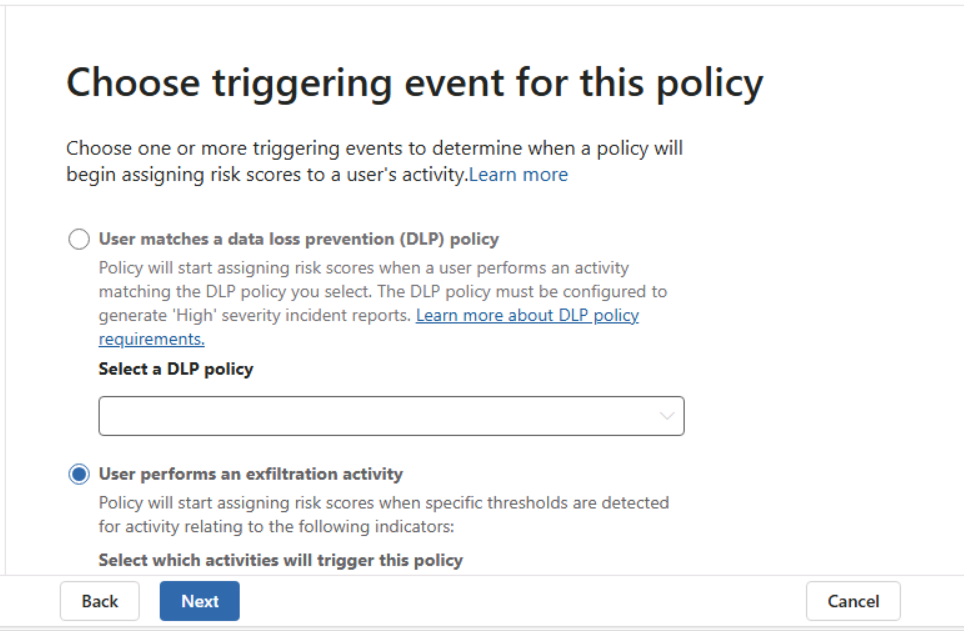 Choose triggering event for this policy
Choose one or more triggering events to determine when a policy will
begin assigning risk scores to a user's activity.Learn more
User matches a data loss prevention (DLP) policy
Policy will start assigning risk scores when a user performs an activity
matching the DLP policy you select. The DLP policy must be configured to
generate 'High' severity incident reports. Learn more about DLP policy
requirements.
Select a DLP policy
User performs an exfiltration activity
Policy will start assigning risk scores when specific thresholds are detected
for activity relating to the following indicators:
Select which activities will trigger this policy
Back Next Cancel